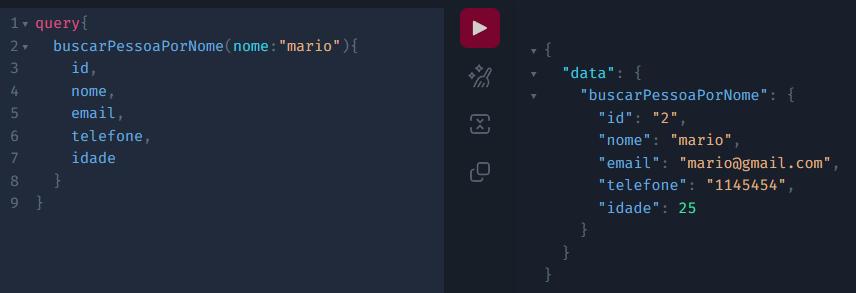 1 query{
2 buscarPessoaPorNome(nome:"mario"){
3 id,
4 nome,
5 email,
6 telefone,
7 idade
8 }
9 }
{
"data": {
"buscarPessoaPorNome": {
"id": "2",
"nome": "mario",
"email": "mario@gmail.com",
"telefone": "1145454",
"idade": 25
}
}
}